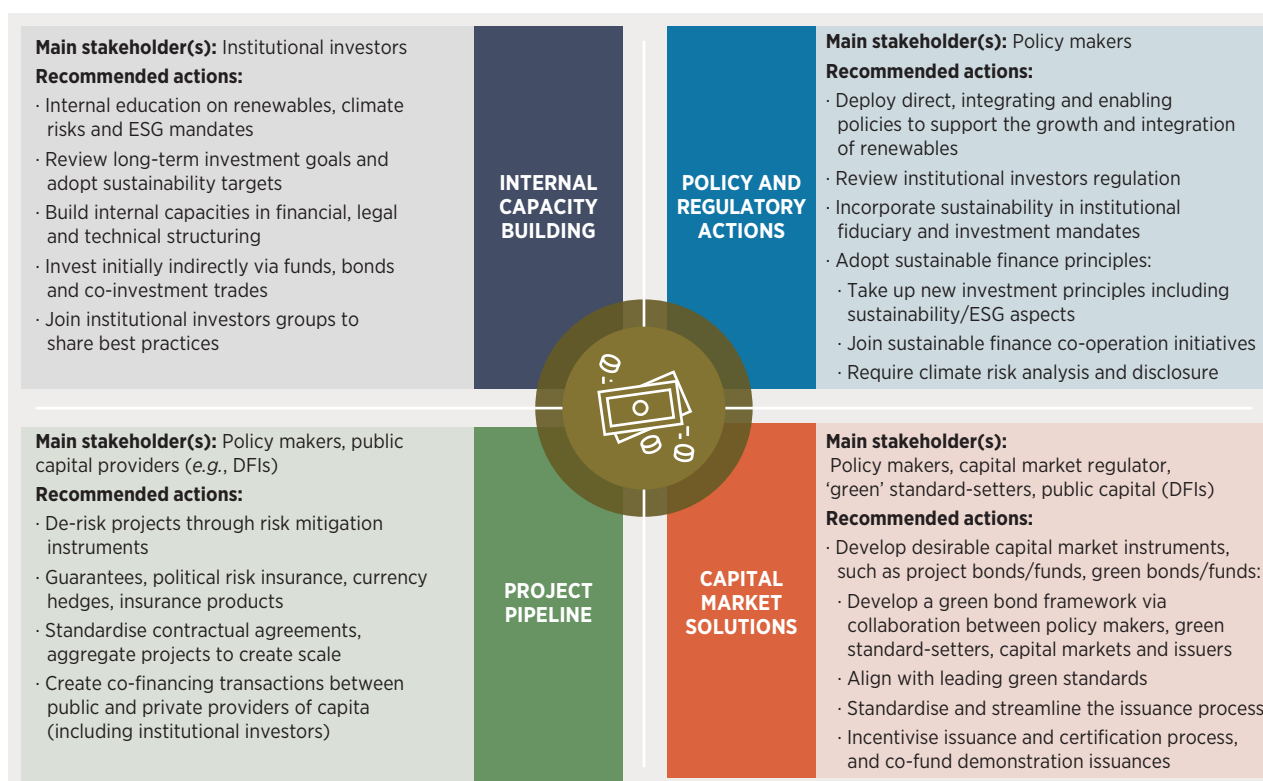 Main stakeholder(s): Institutional investors
Recommended actions:
· Internal education on renewables, climate
risks and ESG mandates
· Review long-term investment goals and
adopt sustainability targets
· Build internal capacities in financial, legal
and technical structuring
· Invest initially indirectly via funds, bonds
and co-investment trades
· Join institutional investors groups to
share best practices
INTERNAL
CAPACITY
BUILDING
POLICY AND
REGULATORY
ACTIONS
Main stakeholder(s): Policy makers
Recommended actions:
· Deploy direct, integrating and enabling
policies to support the growth and integration
of renewables
· Review institutional investors regulation
· Incorporate sustainability in institutional
fiduciary and investment mandates
· Adopt sustainable finance principles:
· Take up new investment principles including
sustainability/ESG aspects
· Join sustainable finance co-operation initiatives
· Require climate risk analysis and disclosure
Main stakeholder(s): Policy makers, public
capital providers (e.g., DFIs)
Recommended actions:
· De-risk projects through risk mitigation
instruments
· Guarantees, political risk insurance, currency
hedges, insurance products
· Standardise contractual agreements,
aggregate projects to create scale
· Create co-financing transactions between
public and private providers of capita
(including institutional investors)
PROJECT
PIPELINE
CAPITAL
MARKET
SOLUTIONS
Main stakeholder(s):
Policy makers, capital market regulator,
‘green’ standard-setters, public capital (DFIs)
Recommended actions:
· Develop desirable capital market instruments,
such as project bonds/funds, green bonds/funds:
· Develop a green bond framework via
collaboration between policy makers, green
standard-setters, capital markets and issuers
· Align with leading green standards
· Standardise and streamline the issuance process
· Incentivise issuance and certification process,
and co-fund demonstration issuances